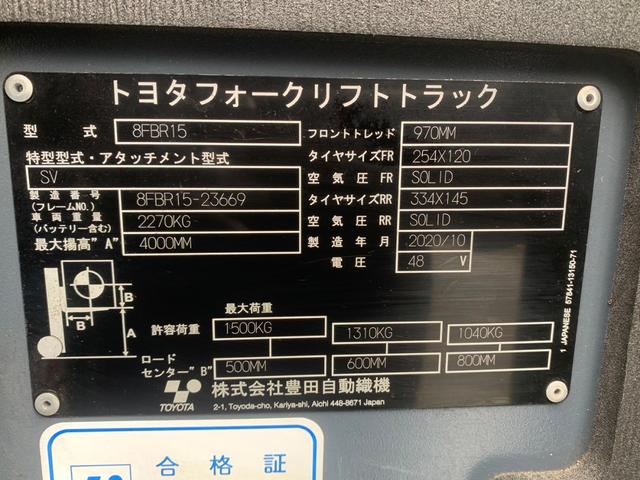 トヨタフォークリフトトラック
型式 8FBR15 フロントトレッド 970MM
特型型式・アタッチメント型式 タイヤサイズFR 254X120
SV 空気圧 FR SOLID
製造番号 (フレームNO.) 8FBR15-23669 タイヤサイズRR 334X145
車両重量 (バッテリー含む) 2270KG 空気圧 RR SOLID
最大揚高"A" 4000MM 製造年月 2020/10
電圧 48 V
B
B
A
最大荷重
許容荷重 1500KG 1310KG 1040KG
ロードセンター"B" 500MM 600MM 800MM
TOYOTA 株式会社豊田自動織機
2-1, Toyoda-cho, Kariya-shi, Aichi 448-8671 Japan
1 JAPANESE 57841-13150-71
合格証